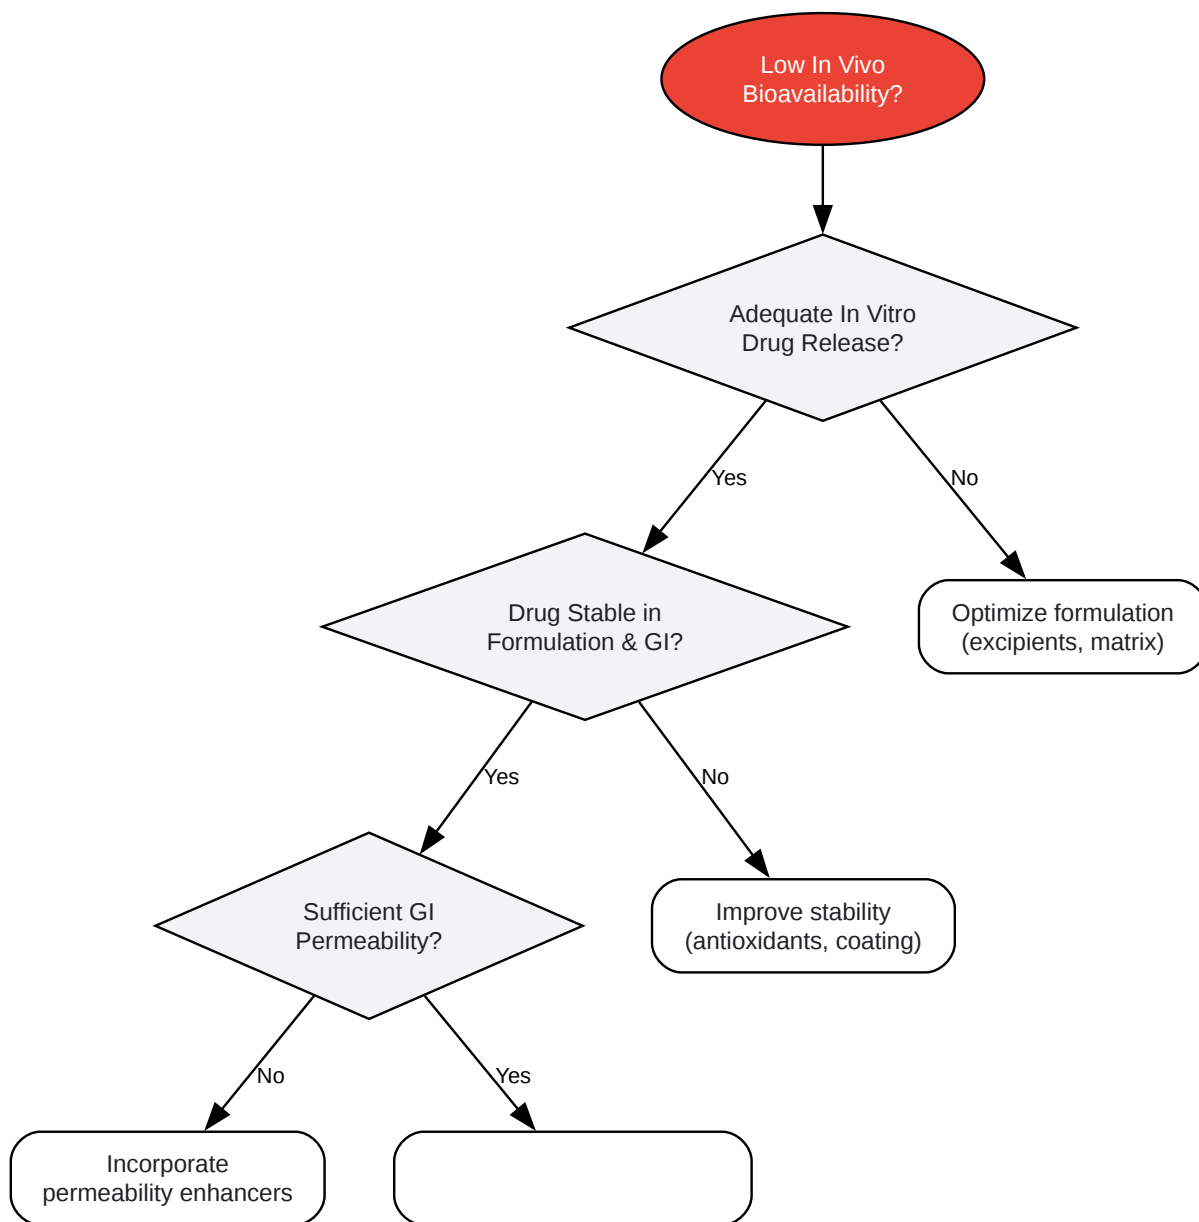 Low In Vivo
Bioavailability?
Adequate In Vitro
Drug Release?
Yes
No
Drug Stable in
Formulation & GI?
Optimize formulation
(excipients, matrix)
Yes
No
Sufficient GI
Permeability?
Improve stability
(antioxidants, coating)
No
Yes
Incorporate
permeability enhancers